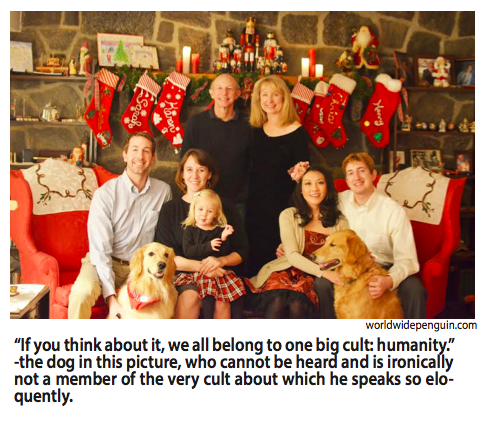 worldwidepenguin.com
“If you think about it, we all belong to one big cult: humanity.”
-the dog in this picture, who cannot be heard and is ironically
not a member of the very cult about which he speaks so elo-
quently.